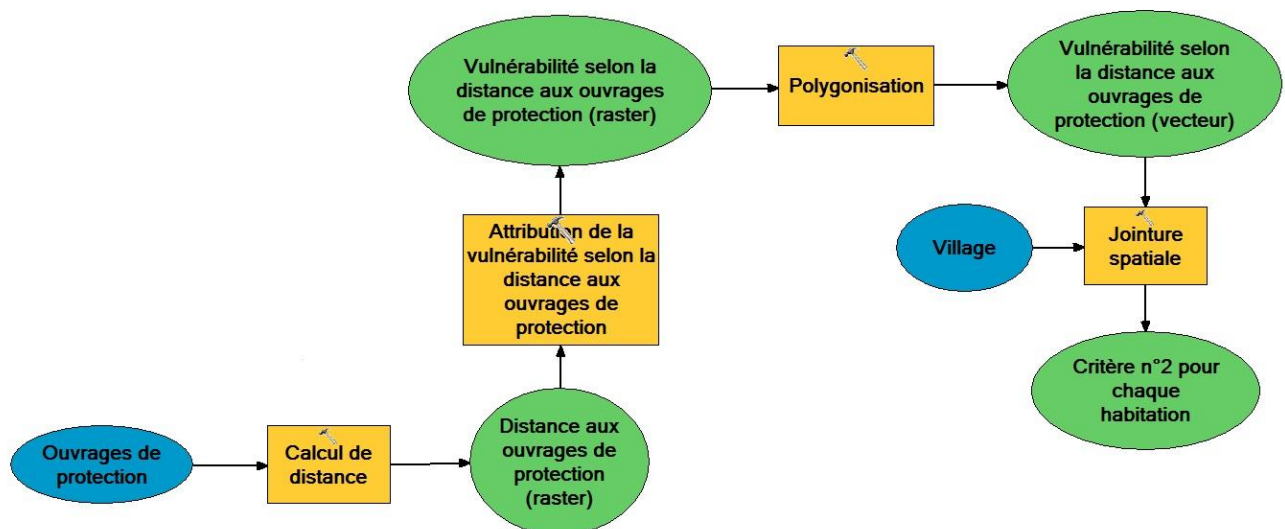 Ouvrages de
protection
Calcul de
distance
Distance aux
ouvrages de
protection
(raster)
Attribution de la
vulnérabilité selon la
distance aux
ouvrages de
protection
Vulnérabilité selon la
distance aux ouvrages
de protection (raster)
Polygonisation
Vulnérabilité selon
la distance aux
ouvrages de
protection (vecteur)
Village
Jointure
spatiale
Critère n°2 pour
chaque
habitation